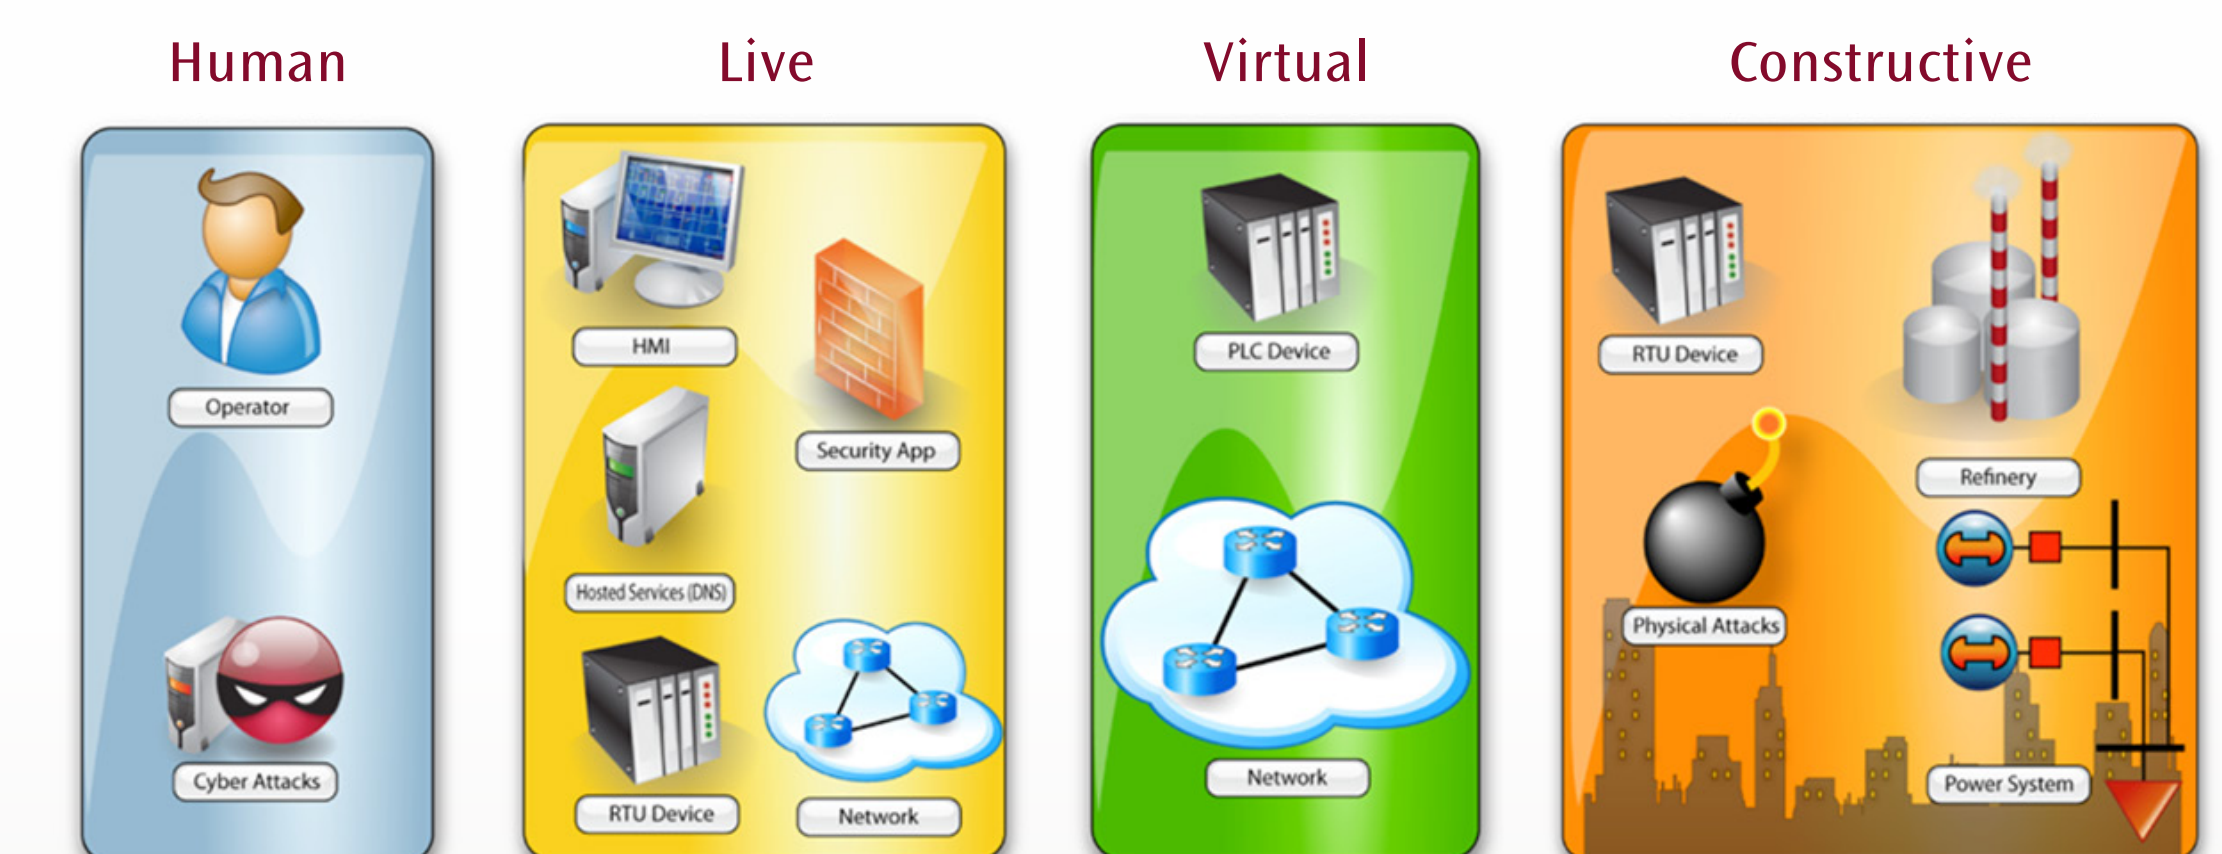 Human
Operator
Cyber Attacks
Live
HMI
Security App
Hosted Services (DNS)
RTU Device
Network
Virtual
PLC Device
Network
Constructive
RTU Device
Refinery
Physical Attacks
Power System